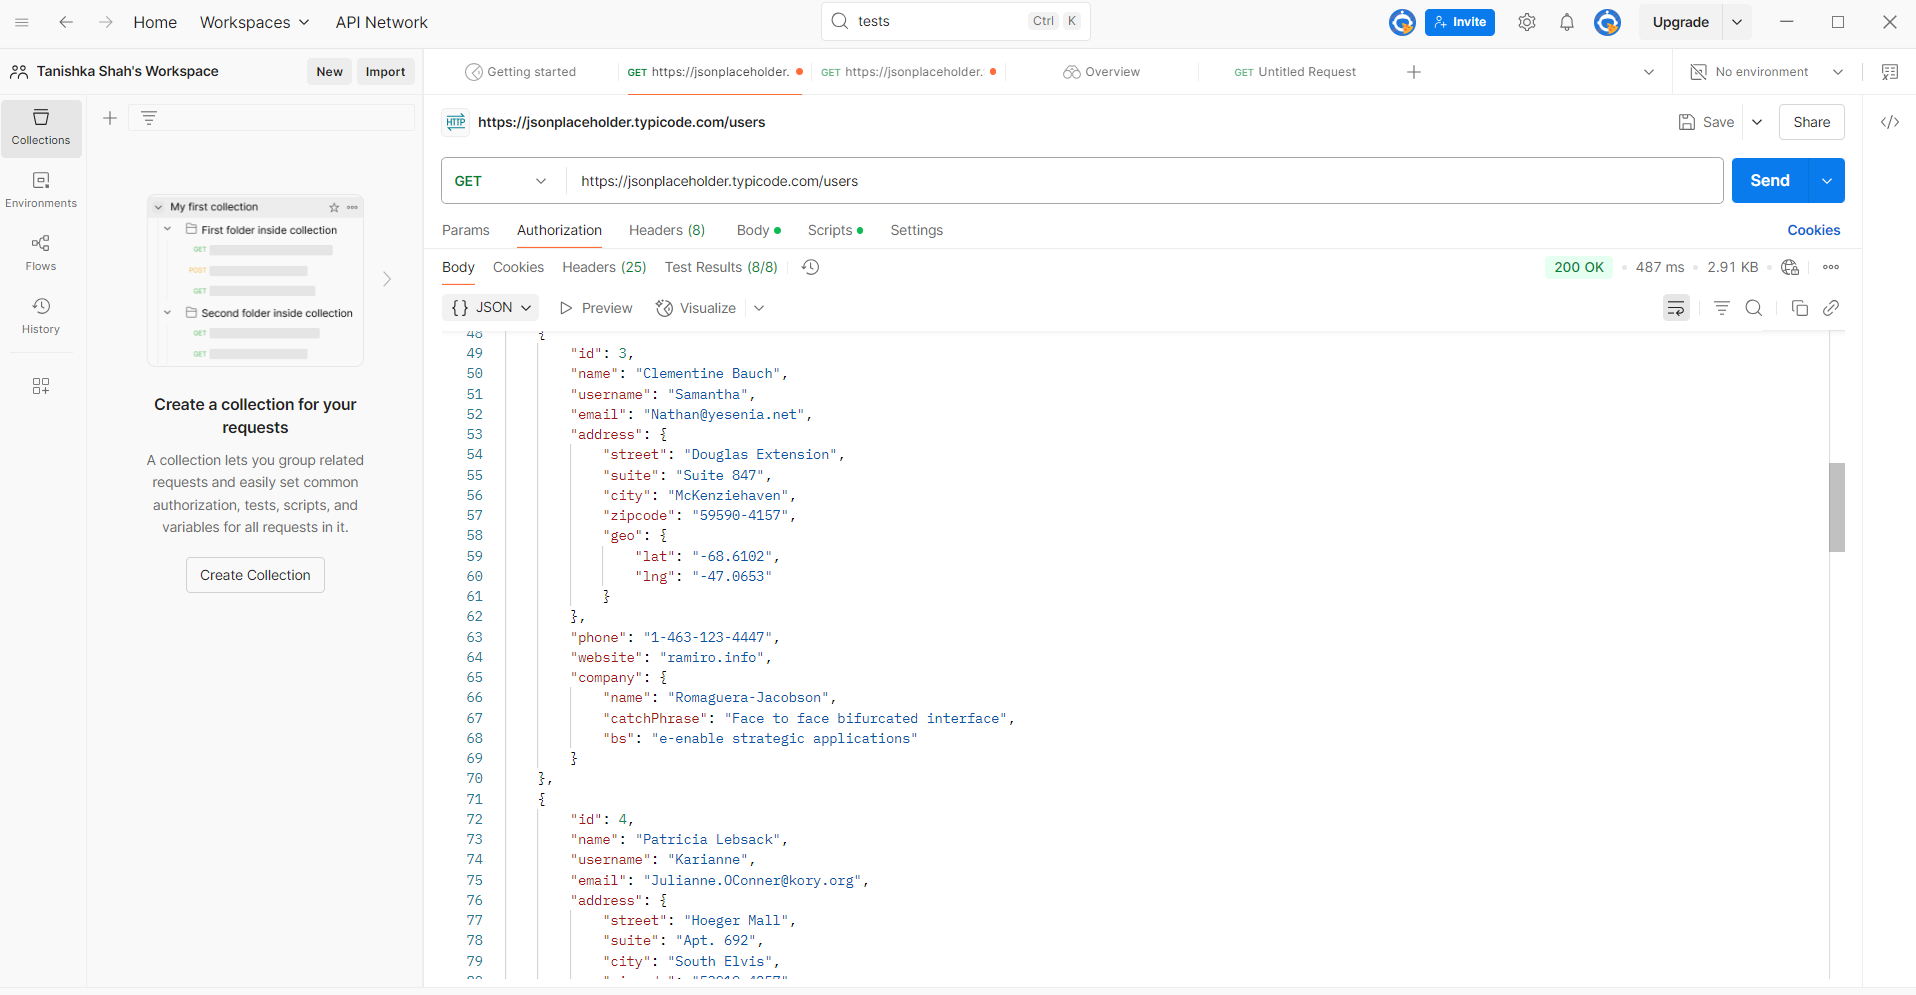 Home Workspaces API Network tests Ctrl K Invite Upgrade
Tanishka Shah's Workspace New Import
Getting started GET https://jsonplaceholder. GET https://jsonplaceholder. Overview GET Untitled Request No environment
Collections
Environments
Flows
History
My first collection
First folder inside collection
GET
POST
GET
Second folder inside collection
GET
GET
Create a collection for your
requests
A collection lets you group related
requests and easily set common
authorization, tests, scripts, and
variables for all requests in it.
Create Collection
HTTP https://jsonplaceholder.typicode.com/users Save Share
GET https://jsonplaceholder.typicode.com/users Send
Params Authorization Headers (8) Body Scripts Settings Cookies
Body Cookies Headers (25) Test Results (8/8) 200 OK 487 ms 2.91 KB
{} JSON Preview Visualize
48 {
49 "id": 3,
50 "name": "Clementine Bauch",
51 "username": "Samantha",
52 "email": "Nathan@yesenia.net",
53 "address": {
54 "street": "Douglas Extension",
55 "suite": "Suite 847",
56 "city": "McKenziehaven",
57 "zipcode": "59590-4157",
58 "geo": {
59 "lat": "-68.6102",
60 "lng": "-47.0653"
61 }
62 },
63 "phone": "1-463-123-4447",
64 "website": "ramiro.info",
65 "company": {
66 "name": "Romaguera-Jacobson",
67 "catchPhrase": "Face to face bifurcated interface",
68 "bs": "e-enable strategic applications"
69 }
70 },
71 {
72 "id": 4,
73 "name": "Patricia Lebsack",
74 "username": "Karianne",
75 "email": "Julianne.OConner@kory.org",
76 "address": {
77 "street": "Hoeger Mall",
78 "suite": "Apt. 692",
79 "city": "South Elvis",